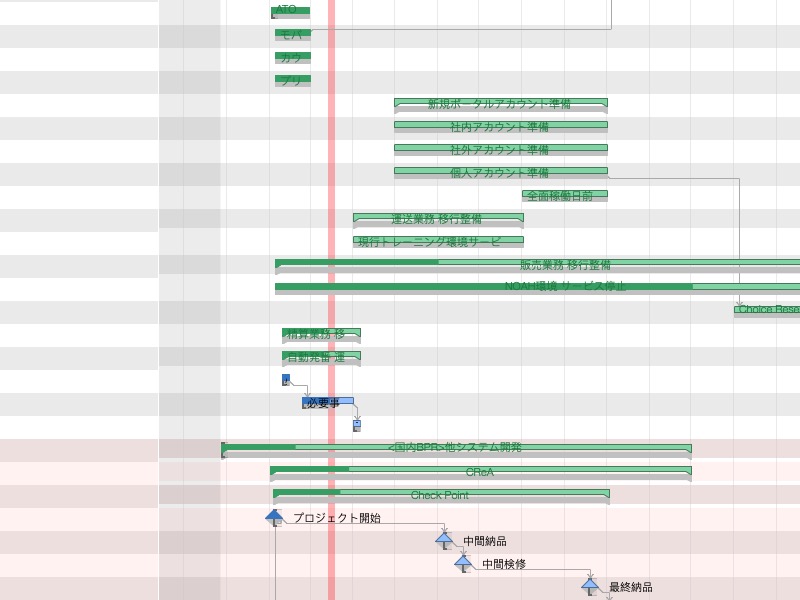 ATO
モバ
カウ
プリ
新規ポータルアカウント準備
社内アカウント準備
社外アカウント準備
個人アカウント準備
全面稼働日前
運送業務 移行整備
現行トレーニング環境サービ
販売業務 移行整備
NOAH環境 サービス停止
Choice Rese
精算業務 移
自動発番 運
必要事
<国内BPR>他システム開発
CReA
Check Point
プロジェクト開始
中間納品
中間検修
最終納品